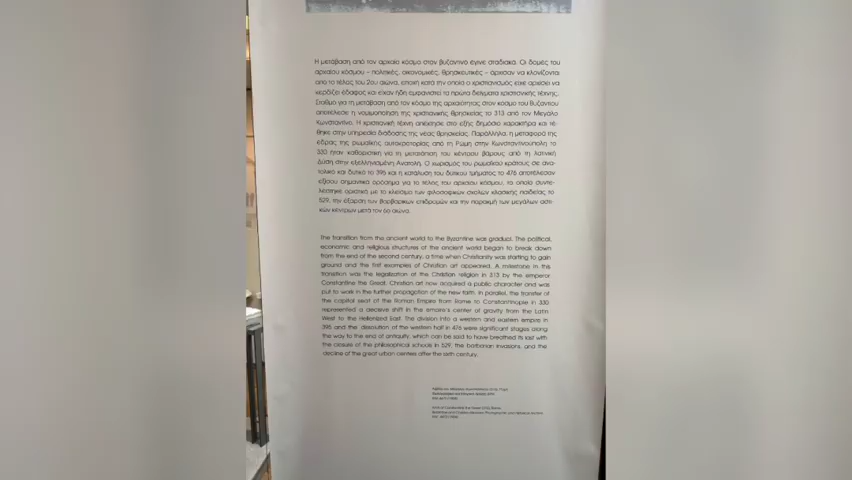 Η μετάβαση από τον αρχαίο κόσμο στον βυζαντινό έγινε σταδιακά. Οι δομές του
αρχαίου κόσμου – πολιτικές, οικονομικές, θρησκευτικές – άρχισαν να κλονίζονται
από το τέλος του 2ου αιώνα, εποχή κατά την οποία ο χριστιανισμός είχε αρχίσει να
κερδίζει έδαφος και είχαν ήδη εμφανιστεί τα πρώτα δείγματα χριστιανικής τέχνης.
Σταθμό για τη μετάβαση από τον κόσμο της αρχαιότητας στον κόσμο του Βυζαντίου
αποτέλεσε η νομιμοποίηση της χριστιανικής θρησκείας το 313 από τον Μεγάλο
Κωνσταντίνο. Η χριστιανική τέχνη απέκτησε στο εξής δημόσιο χαρακτήρα και τέ-
θηκε στην υπηρεσία διάδοσης της νέας θρησκείας. Παράλληλα, η μεταφορά της
έδρας της ρωμαϊκής αυτοκρατορίας από τη Ρώμη στην Κωνσταντινούπολη το
330 ήταν καθοριστική για τη μετατόπιση του κέντρου βάρους από τη λατινική
Δύση στην εξελληνισμένη Ανατολή. Ο χωρισμός του ρωμαϊκού κράτους σε ανα-
τολικό και δυτικό το 395 και η κατάλυση του δυτικού τμήματος το 476 αποτέλεσαν
εξίσου σημαντικά ορόσημα για το τέλος του αρχαίου κόσμου, το οποίο συντε-
λέστηκε οριστικά με το κλείσιμο των φιλοσοφικών σχολών κλασικής παιδείας το
529, την έξαρση των βαρβαρικών επιδρομών και την παρακμή των μεγάλων αστι-
κών κέντρων μετά τον 6ο αιώνα.
The transition from the ancient world to the Byzantine was gradual. The political,
economic and religious structures of the ancient world began to break down
from the end of the second century, a time when Christianity was starting to gain
ground and the first examples of Christian art appeared. A milestone in this
transition was the legalisation of the Christian religion in 313 by the emperor
Constantine the Great. Christian art now acquired a public character and was
put to work in the further propagation of the new faith. In parallel, the transfer of
the capital seat of the Roman Empire from Rome to Constantinople in 330
represented a decisive shift in the empire's center of gravity from the Latin
West to the Hellenized East. The division into a western and eastern empire in
395 and the dissolution of the western half in 476 were significant stages along
the way to the end of antiquity, which can be said to have breathed its last with
the closure of the philosophical schools in 529, the barbarian invasions, and the
decline of the great urban centers after the sixth century.